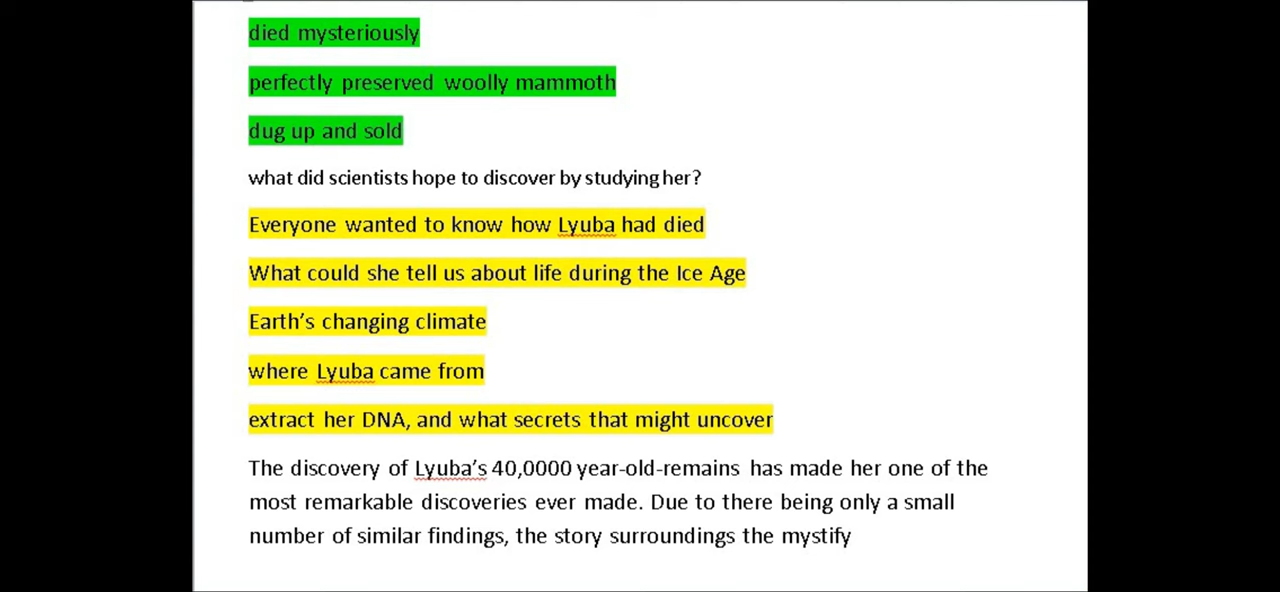 died mysteriously
perfectly preserved woolly mammoth
dug up and sold
what did scientists hope to discover by studying her?
Everyone wanted to know how Lyuba had died
What could she tell us about life during the Ice Age
Earth's changing climate
where Lyuba came from
extract her DNA, and what secrets that might uncover
The discovery of Lyuba's 40,0000 year-old-remains has made her one of the
most remarkable discoveries ever made. Due to there being only a small
number of similar findings, the story surroundings the mystify